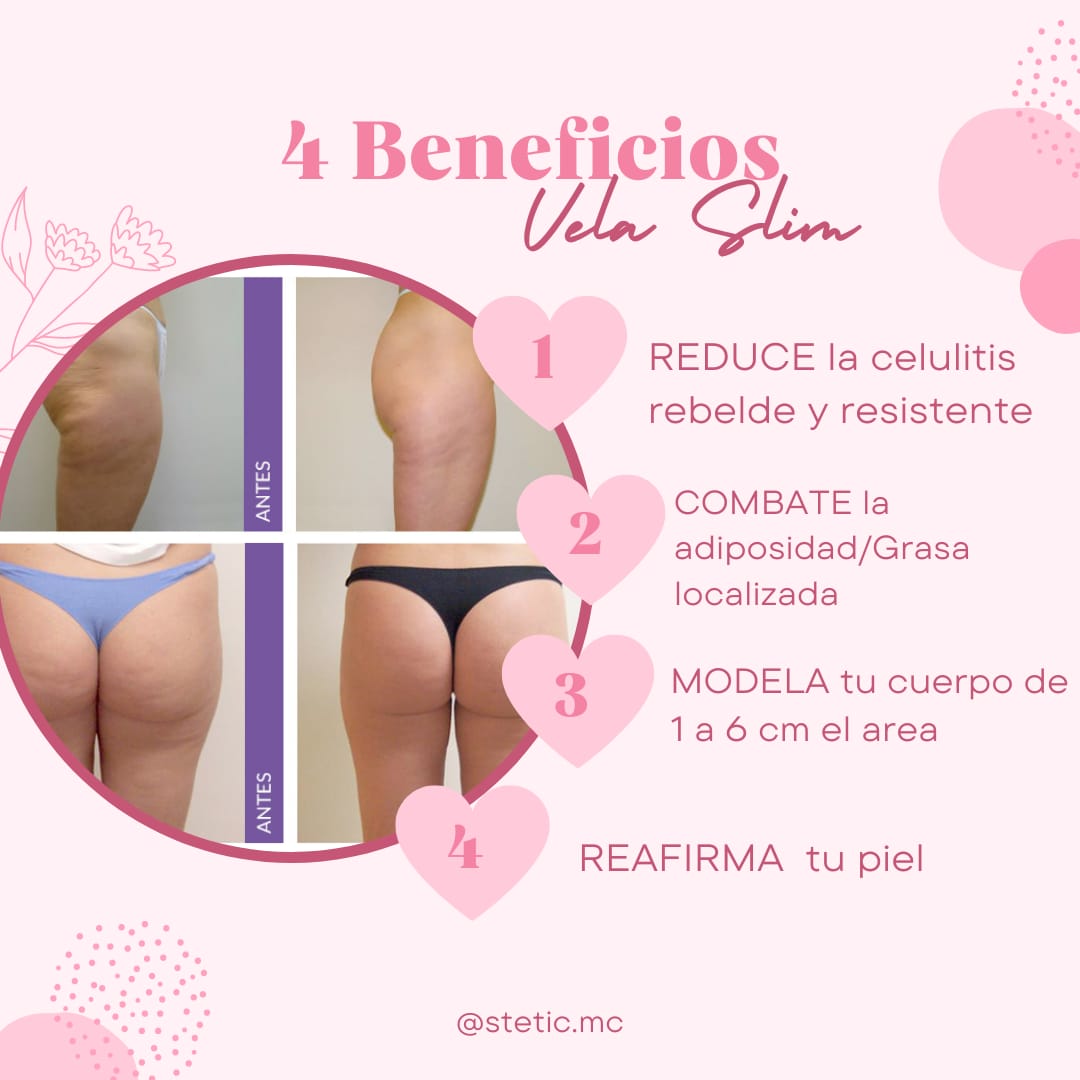 4 Beneficios
Vela Slim
1
REDUCE la celulitis
rebelde y resistente
2
COMBATE la
adiposidad/Grasa
localizada
3
MODELA tu cuerpo de
1 a 6 cm el area
4
REAFIRMA tu piel
ANTES
ANTES
@stetic.mc